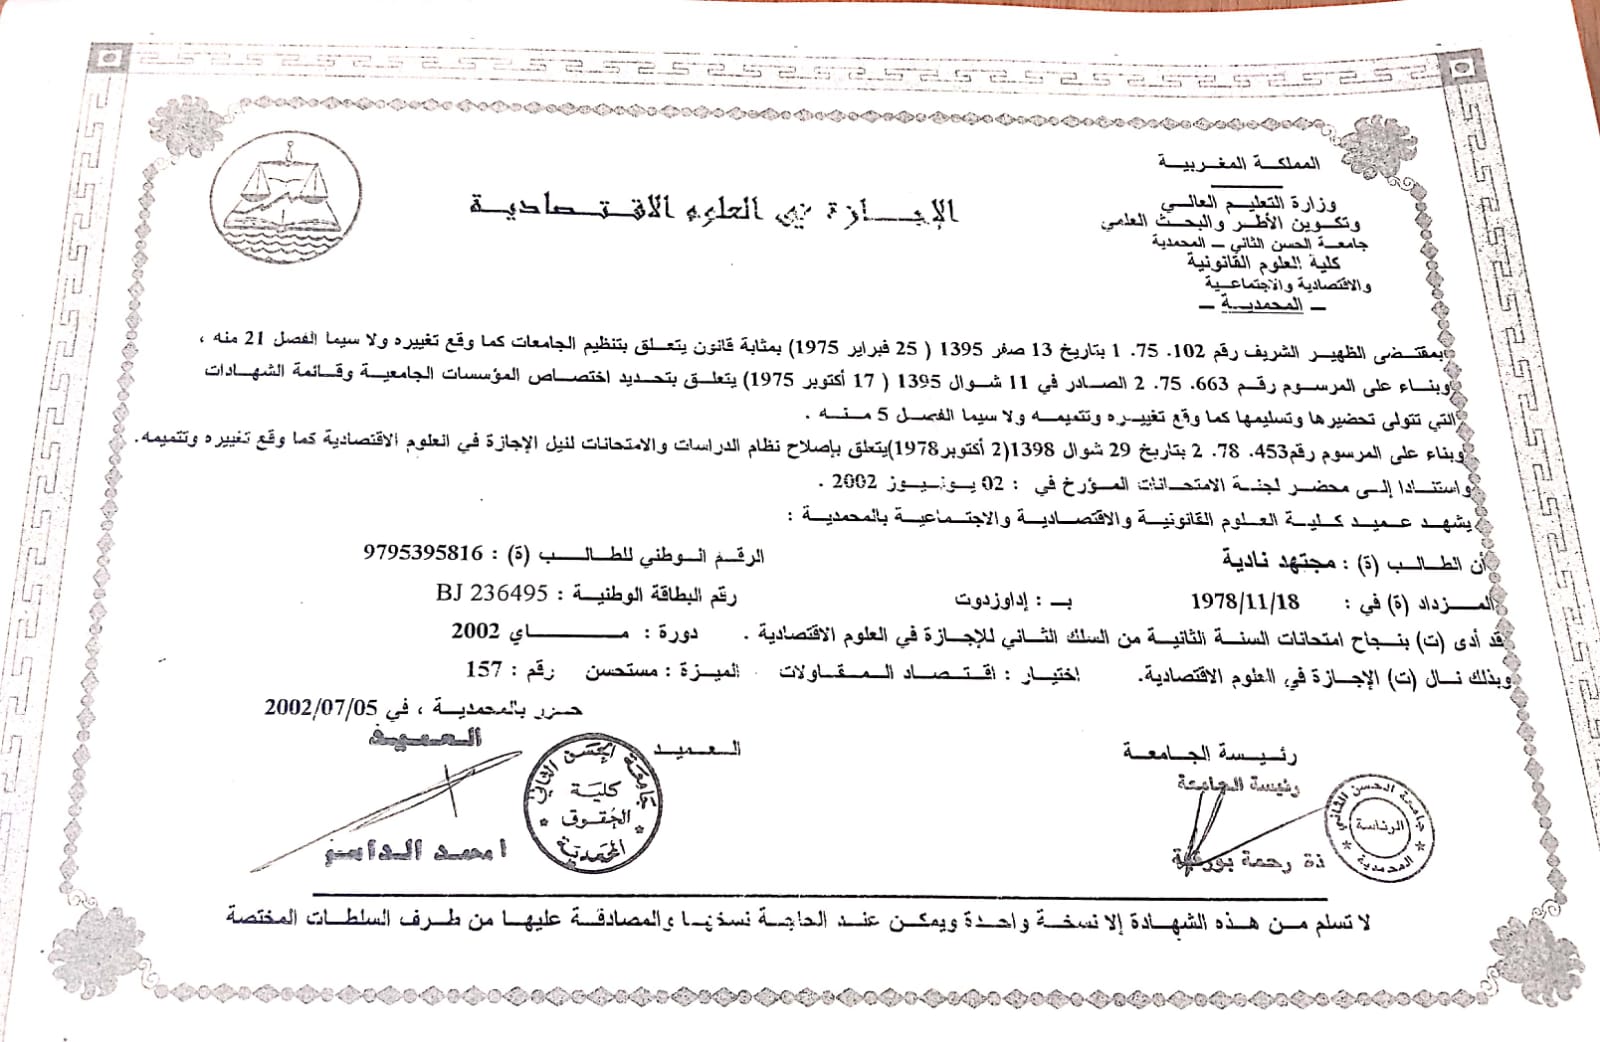 المملكة المغربية
وزارة التعليم العالي
وتكوين الأطر والبحث العلمي
جامعة الحسن الثاني - المحمدية
كلية العلوم القانونية
والاقتصادية والاجتماعية
- المحمدية -
الإجازة في العلوم الاقتصادية
بمقتضى الظهير الشريف رقم 102. 75. 1 بتاريخ 13 صفر 1395 ( 25 فبراير 1975) بمثابة قانون يتعلق بتنظيم الجامعات كما وقع تغييره ولا سيما الفصل 21 منه ،
وبناء على المرسوم رقم 663. 75. 2 الصادر في 11 شوال 1395 ( 17 أكتوبر 1975) يتعلق بتحديد اختصاص المؤسسات الجامعية وقائمة الشهادات
التي تتولى تحضيرها وتسليمها كما وقع تغييره وتتميمه ولا سيما الفصل 5 منه .
وبناء على المرسوم رقم453. 78. 2 بتاريخ 29 شوال 1398(2 أكتوبر1978)يتعلق بإصلاح نظام الدراسات والامتحانات لنيل الإجازة في العلوم الاقتصادية كما وقع تغييره وتتميمه.
واستنادا إلى محضر لجنة الامتحانات المؤرخ في : 02 يونيوز 2002 .
يشهد عميد كلية العلوم القانونية والاقتصادية والاجتماعية بالمحمدية :
أن الطالب (ة) : مجتهد نادية الرقم الوطني للطالب (ة) : 9795395816
المزداد (ة) في : 1978/11/18 بـ : إداوزدوت رقم البطاقة الوطنية : BJ 236495
قد أدى (ت) بنجاح امتحانات السنة الثانية من السلك الثاني للإجازة في العلوم الاقتصادية . دورة : ماي 2002
وبذلك نال (ت) الإجازة في العلوم الاقتصادية. إختيار : اقتصاد المقاولات الميزة : مستحسن رقم : 157
حرر بالمحمدية ، في 2002/07/05
رئيسة الجامعة العميد العميد
رئيسة الجامعة
جامعة الحسن الثاني
الرئاسة
المحمدية
ذة رحمة
جامعة الحسن الثاني
كلية
الحقوق
المحمدية
امحمد
لا تسلم من هذه الشهادة إلا نسخة واحدة ويمكن عند الحاجة نسخها والمصادقة عليها من طرف السلطات المختصة